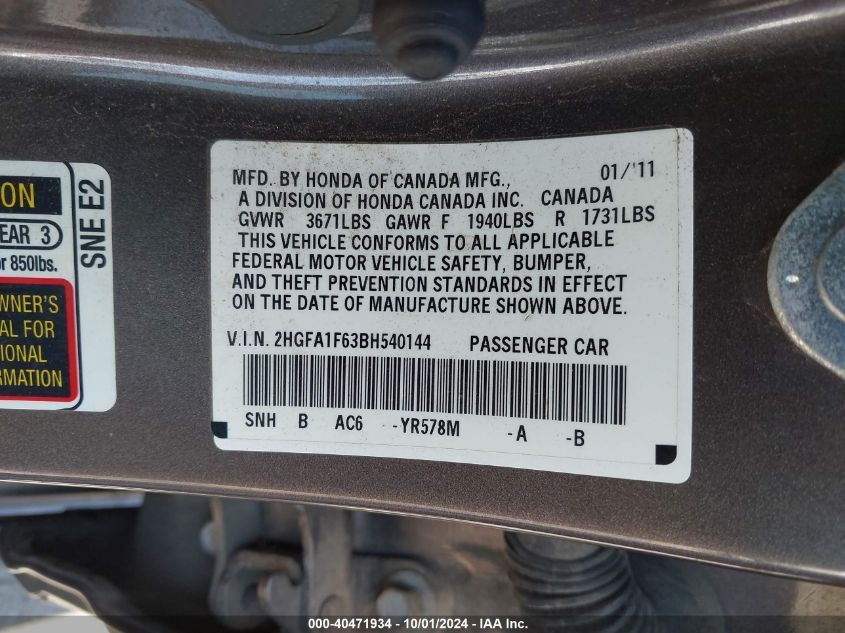 MFD. BY HONDA OF CANADA MFG., 01/'11
A DIVISION OF HONDA CANADA INC. CANADA
GVWR 3671LBS GAWR F 1940LBS R 1731LBS
THIS VEHICLE CONFORMS TO ALL APPLICABLE
FEDERAL MOTOR VEHICLE SAFETY, BUMPER,
AND THEFT PREVENTION STANDARDS IN EFFECT
ON THE DATE OF MANUFACTURE SHOWN ABOVE.
V.I.N. 2HGFA1F63BH540144 PASSENGER CAR
SNH B AC6 -YR578M -A -B
ON
EAR 3)
r 850lbs.
SNE E2
WNER'S
AL FOR
IONAL
RMATION
000-40471934 - 10/01/2024 - IAA Inc.